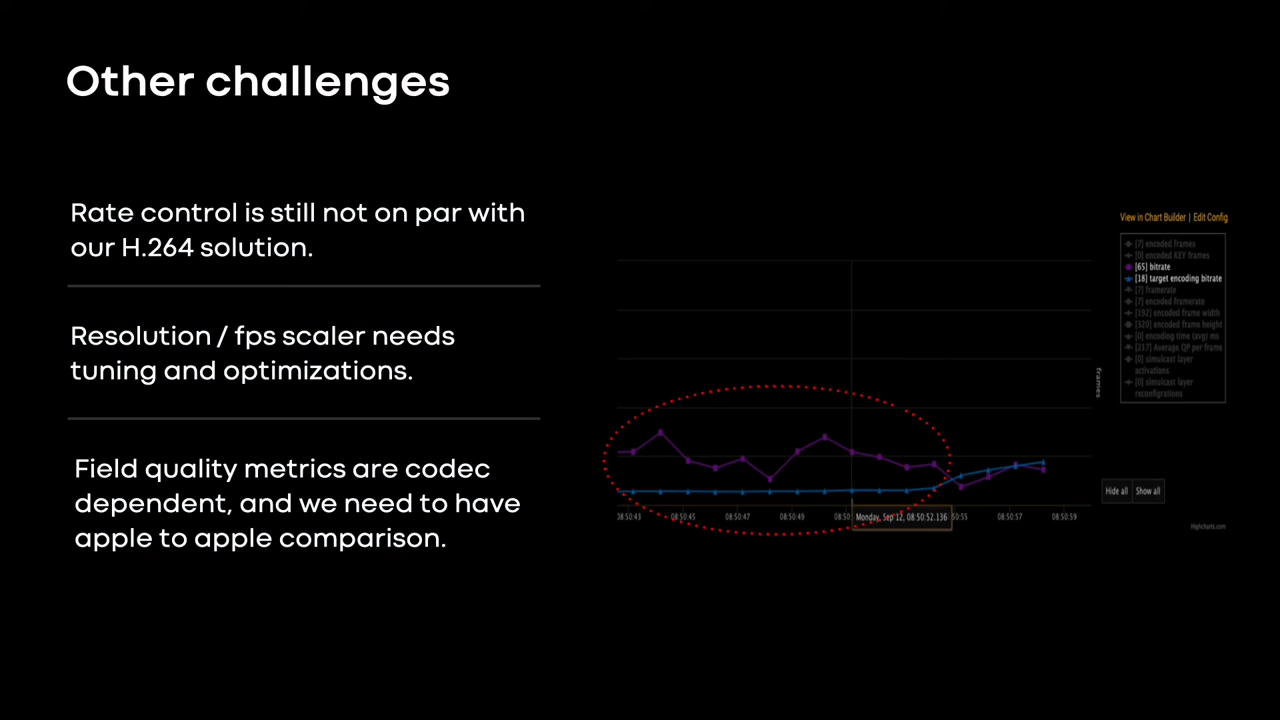 Other challenges
Rate control is still not on par with
our H.264 solution.
Resolution / fps scaler needs
tuning and optimizations.
Field quality metrics are codec
dependent, and we need to have
apple to apple comparison.
View in Chart Builder | Edit Config
[7] encoded frames
[0] encoded KEY frames
[65] bitrate
[18] target encoding bitrate
[7] framerate
[7] encoded framerate
[192] encoded frame width
[320] encoded frame height
[0] encoding time (avg) ms
[217] Average QP per frame
[0] simulcast layer
activations
[0] simulcast layer
reconfigrations
frames
Hide all Show all
08:50:43 08:50:45 08:50:47 08:50:49 08:50: Monday, Sep 12, 08:50:52.136 :50:55 08:50:57 08:50:59
Highcharts.com